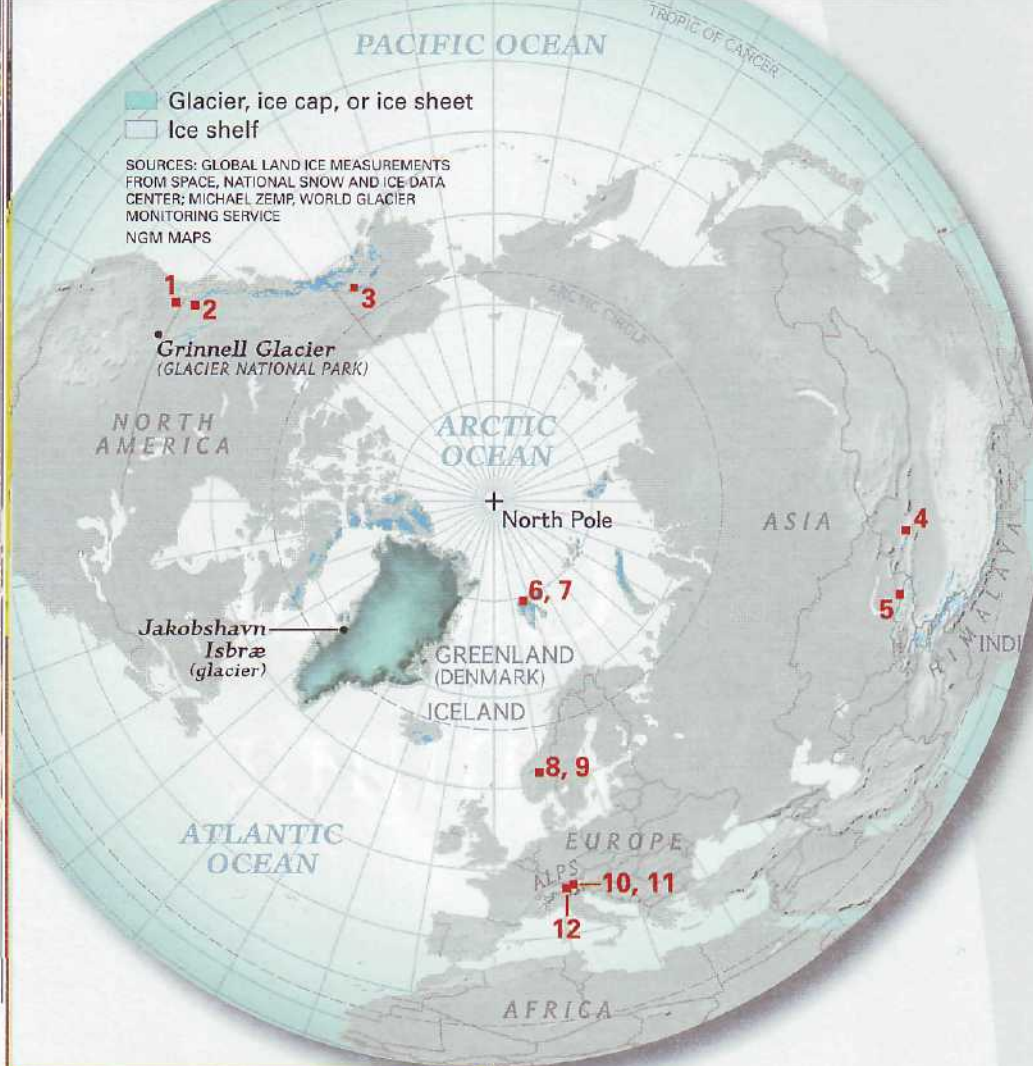 PACIFIC OCEAN
TROPIC OF CANCER
Glacier, ice cap, or ice sheet
Ice shelf
SOURCES: GLOBAL LAND ICE MEASUREMENTS
FROM SPACE, NATIONAL SNOW AND ICE DATA
CENTER; MICHAEL ZEMP, WORLD GLACIER
MONITORING SERVICE
NGM MAPS
1
2
3
ARCTIC CIRCLE
Grinnell Glacier
(GLACIER NATIONAL PARK)
NORTH
AMERICA
ARCTIC
OCEAN
North Pole
ASIA
4
5
6, 7
HIMALAYA
INDI
Jakobshavn
Isbræ
(glacier)
GREENLAND
(DENMARK)
ICELAND
8, 9
ATLANTIC
OCEAN
EUROPE
ALPS
10, 11
12
AFRICA